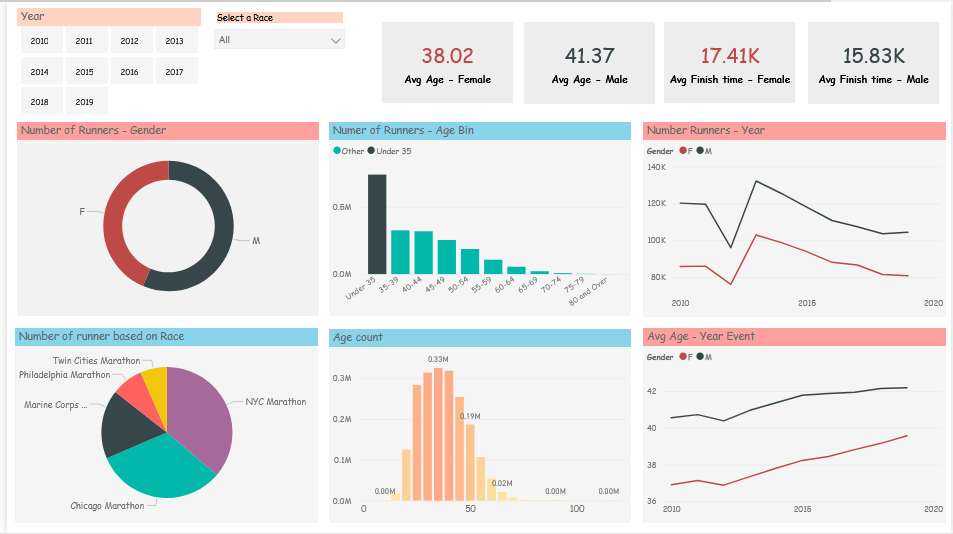 Year
2010 2011 2012 2013
2014 2015 2016 2017
2018 2019
Select a Race
All
38.02
Avg Age - Female
41.37
Avg Age - Male
17.41K
Avg Finish time - Female
15.83K
Avg Finish time - Male
Number of Runners - Gender
F
M
Numer of Runners - Age Bin
Other Under 35
0.5M
0.0M
Under 35 35-39 40-44 45-49 50-54 55-59 60-64 65-69 70-74 75-79 80 and Over
Number Runners - Year
Gender F M
140K
120K
100K
80K
2010 2015 2020
Number of runner based on Race
Twin Cities Marathon
Philadelphia Marathon
Marine Corps ...
NYC Marathon
Chicago Marathon
Age count
0.33M
0.3M
0.2M
0.19M
0.1M
0.02M
0.00M 0.00M 0.00M
0.0M
0 50 100
Avg Age - Year Event
Gender F M
42
40
38
36
2010 2015 2020